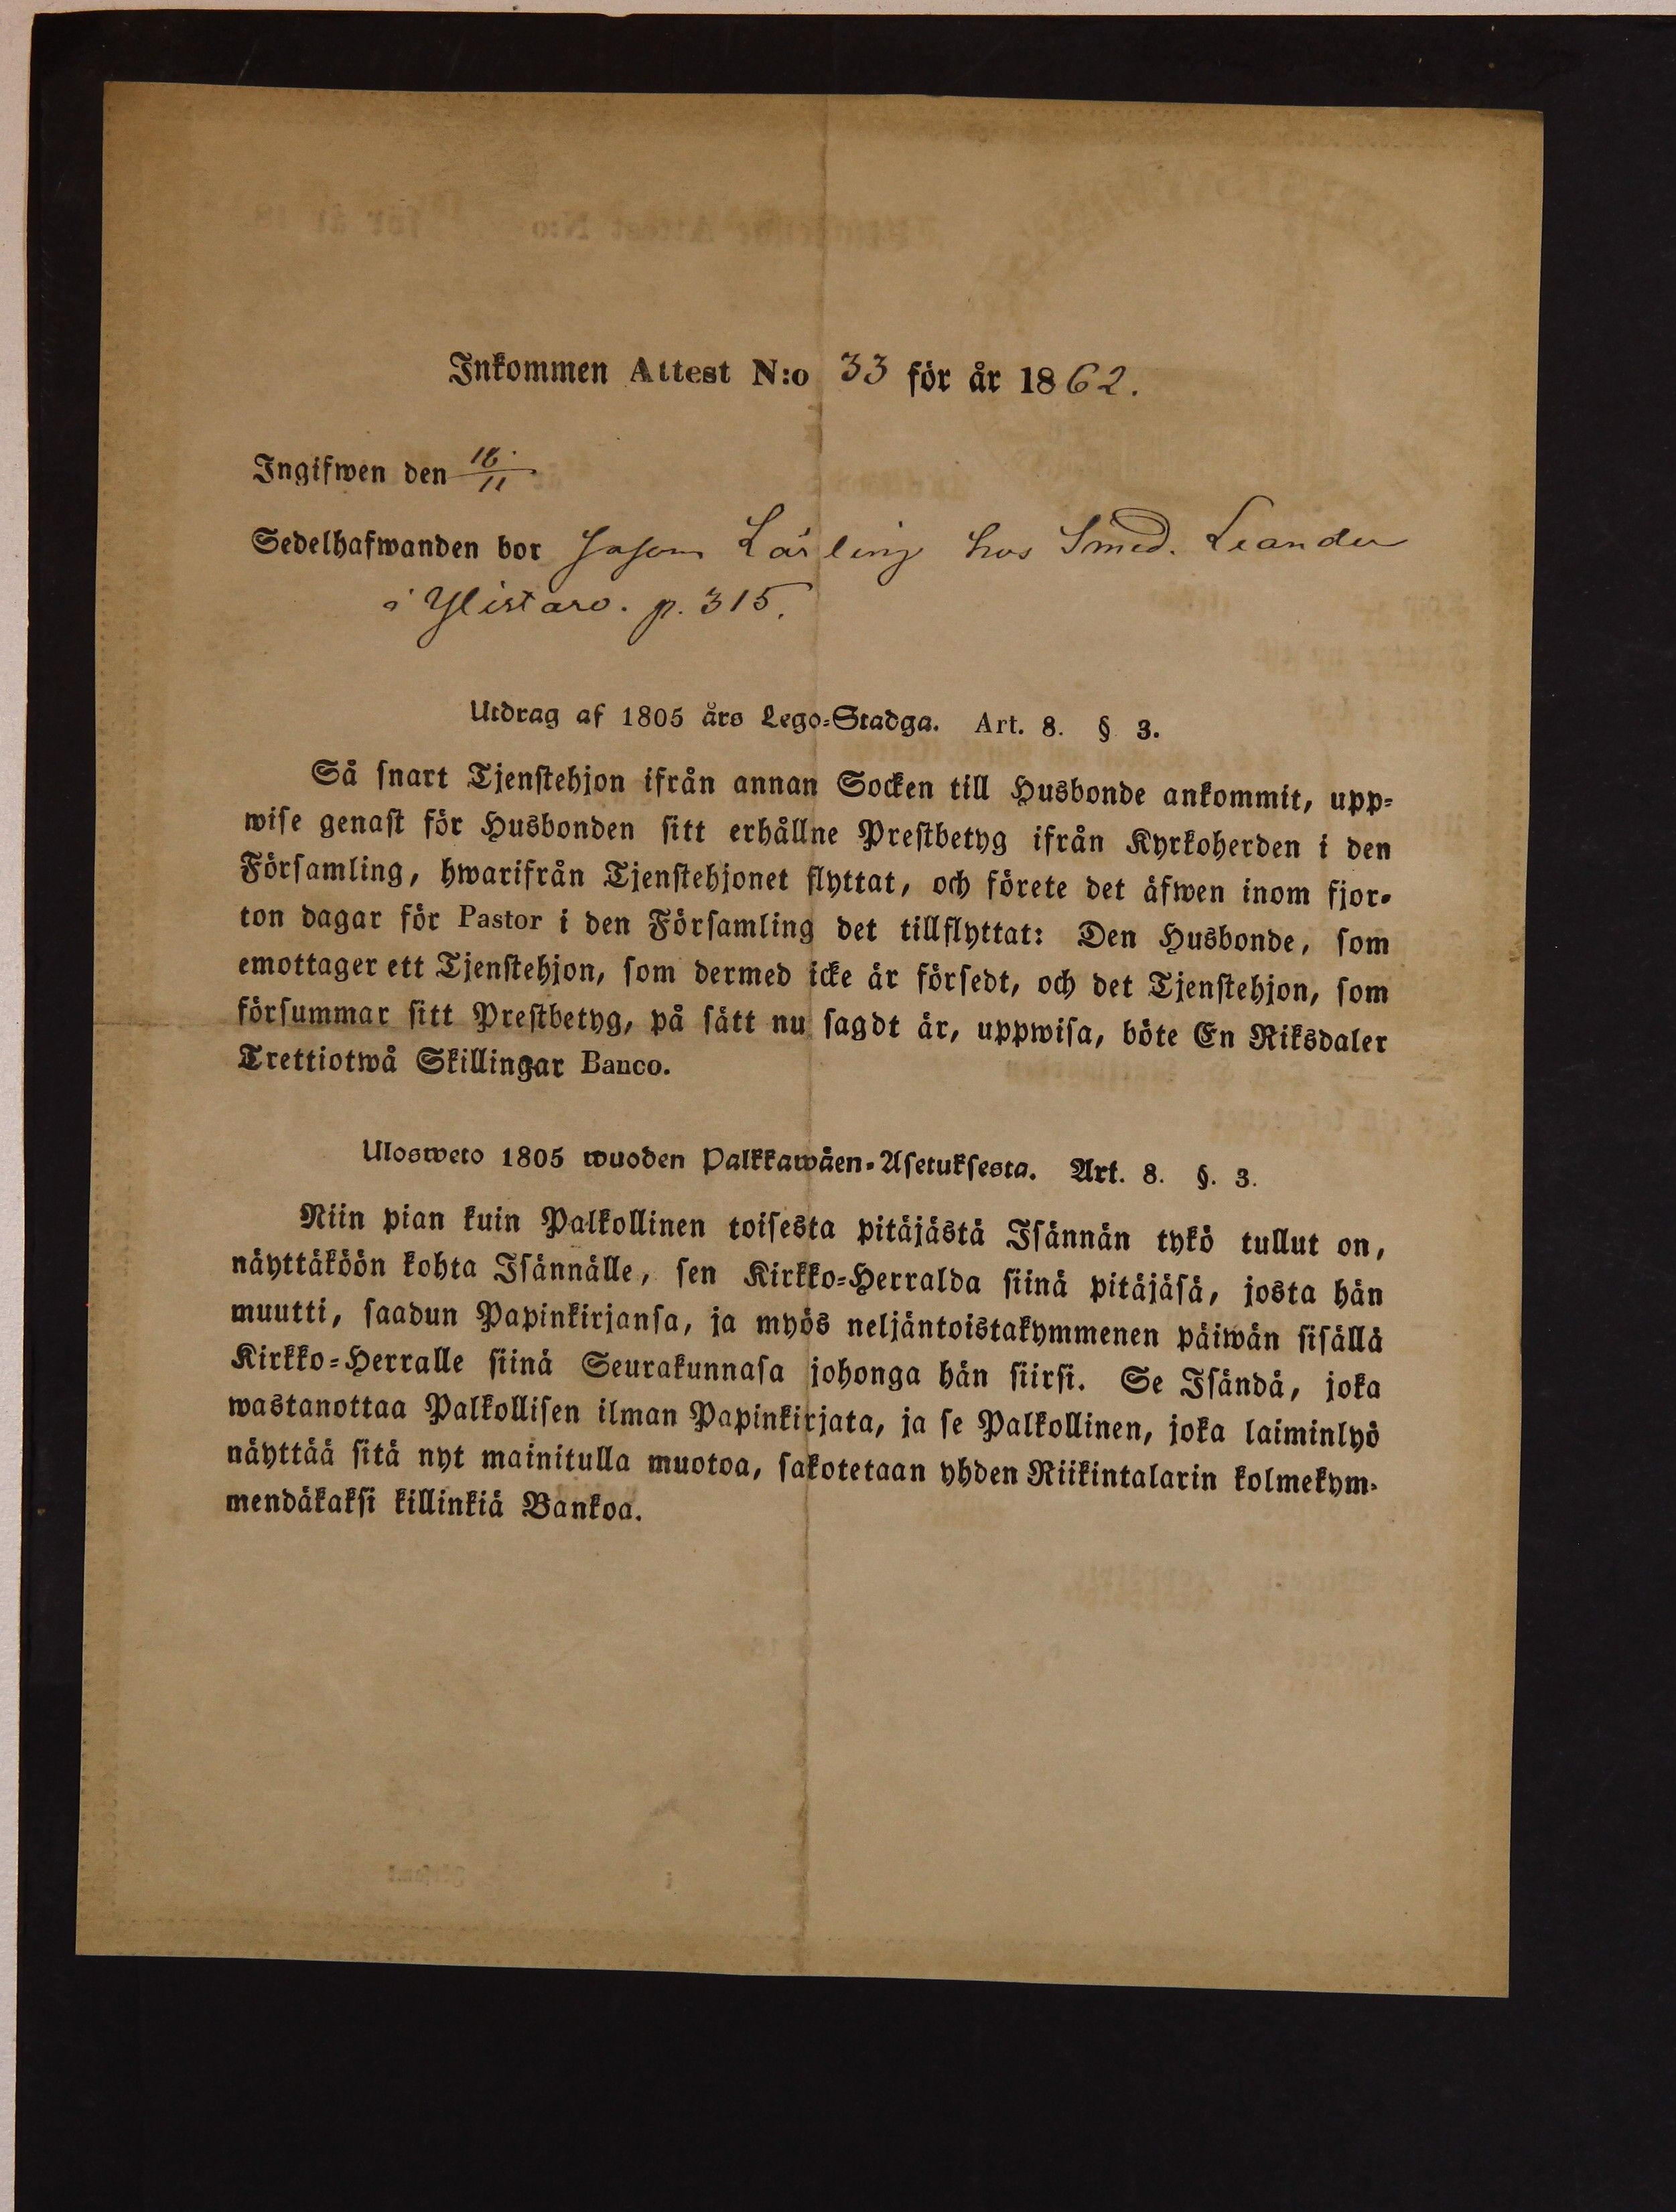 Inkommen Attest N:o 33 för år 1862.
Ingifwen den 16/11
Sedelhafwanden bor såsom Lärling hos Smed. Leander
i Ylistaro. p. 315.
Utdrag af 1805 års Lego-Stadga. Art. 8. § 3.
Så snart Tjenstehjon ifrån annan Socken till Husbonde ankommit, upp-
wise genast för Husbonden sitt erhållne Prestbetyg ifrån Kyrkoherden i den
Församling, hwarifrån Tjenstehjonet flyttat, och förete det äfwen inom fjor-
ton dagar för Pastor i den Församling det tillflyttat: Den Husbonde, som
emottager ett Tjenstehjon, som dermed icke är försedt, och det Tjenstehjon, som
försummar sitt Prestbetyg, på sätt nu sagdt är, uppwisa, böte En Riksdaler
Trettiotwå Skillingar Banco.
Ulosweto 1805 wuoden Palkkawäen-Asetuksesta. Art. 8. §. 3.
Niin pian kuin Palkollinen toisesta pitäjästä Isännän tykö tullut on,
näyttäköön kohta Isännälle, sen Kirkko-Herralda siinä pitäjäsä, josta hän
muutti, saadun Papinkirjansa, ja myös neljäntoistakymmenen päiwän sisällä
Kirkko-Herralle siinä Seurakunnasa johonga hän siirsi. Se Isändä, joka
wastanottaa Palkollisen ilman Papinkirjata, ja se Palkollinen, joka laiminlyö
näyttää sitä nyt mainitulla muotoa, sakotetaan yhden Riikintalarin kolmekym-
mendäkaksi killinkiä Bankoa.